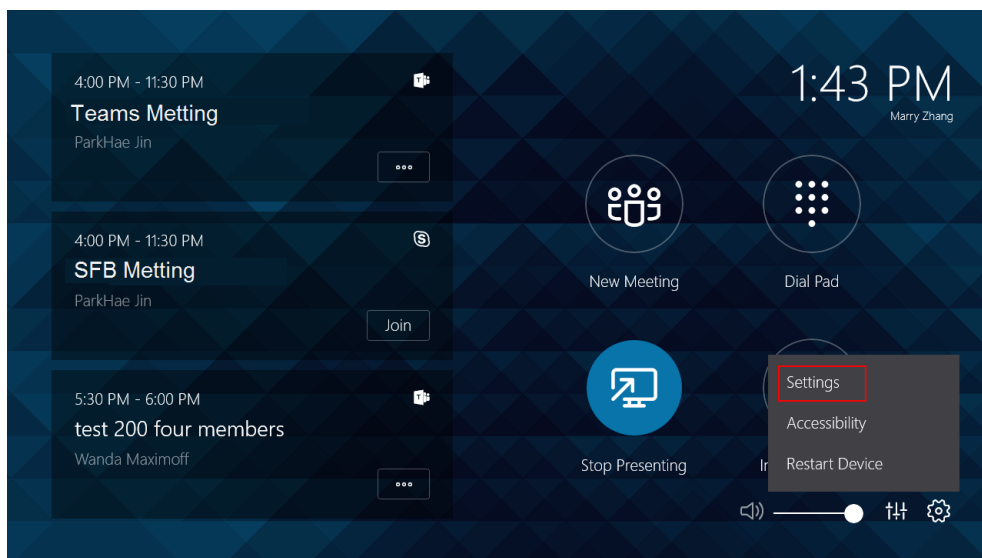 4:00 PM - 11:30 PM
Teams Metting
ParkHae Jin
4:00 PM - 11:30 PM
SFB Metting
ParkHae Jin
Join
5:30 PM - 6:00 PM
test 200 four members
Wanda Maximoff
1:43 PM
Marry Zhang
New Meeting
Dial Pad
Stop Presenting
Settings
Accessibility
Restart Device